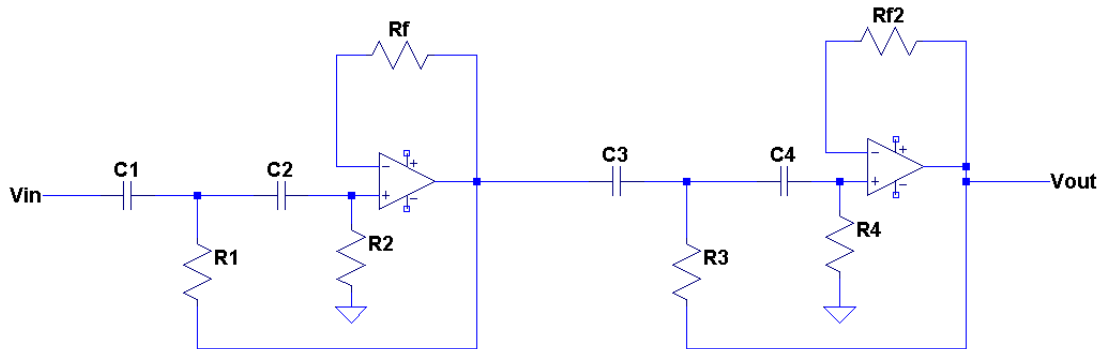 Rf
Rf2
C1
C2
C3
C4
Vin
Vout
R1
R2
R3
R4
- + + -
- + + -